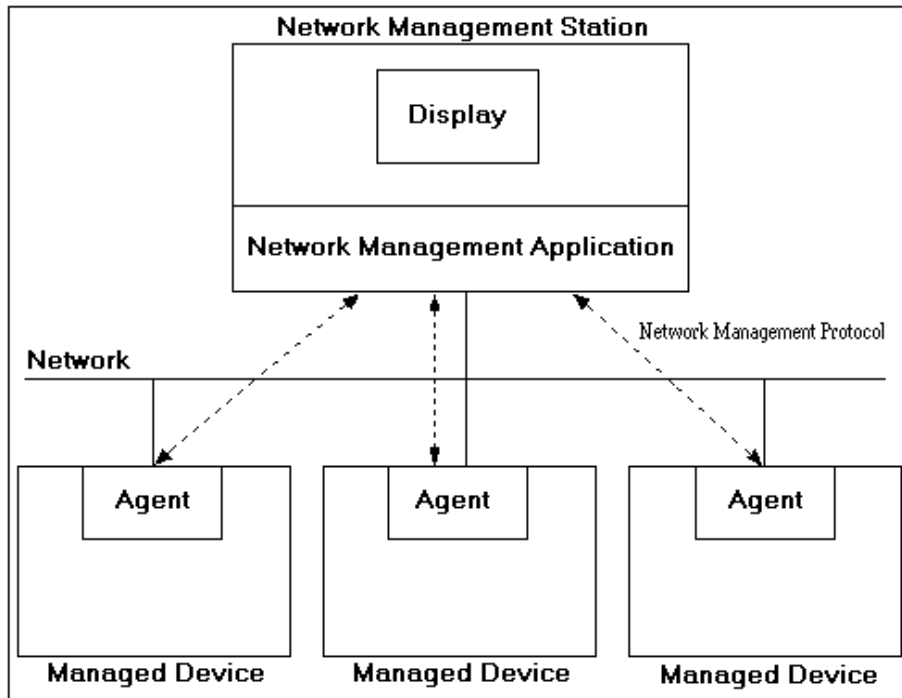 Network Management Station
Display
Network Management Application
Network Management Protocol
Network
Agent
Agent
Agent
Managed Device
Managed Device
Managed Device